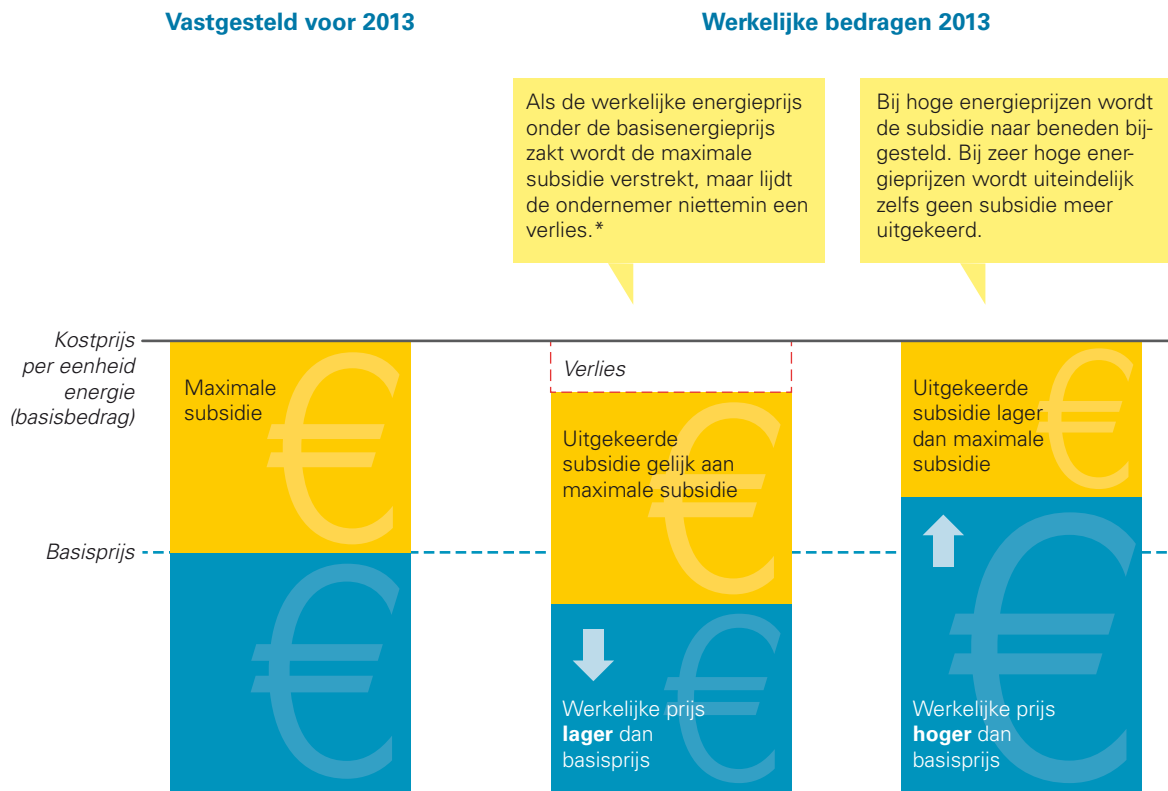 Vastgesteld voor 2013
Werkelijke bedragen 2013
Als de werkelijke energieprijs
onder de basisenergieprijs
zakt wordt de maximale
subsidie verstrekt, maar lijdt
de ondernemer niettemin een
verlies.*
Bij hoge energieprijzen wordt
de subsidie naar beneden bij-
gesteld. Bij zeer hoge ener-
gieprijzen wordt uiteindelijk
zelfs geen subsidie meer
uitgekeerd.
Kostprijs
per eenheid
energie
(basisbedrag)
Basisprijs
€
Maximale
subsidie
€
Verlies
€
Uitgekeerde
subsidie gelijk aan
maximale subsidie
€
Werkelijke prijs
lager dan
basisprijs
€
Uitgekeerde
subsidie lager
dan maximale
subsidie
€
Werkelijke prijs
hoger dan
basisprijs